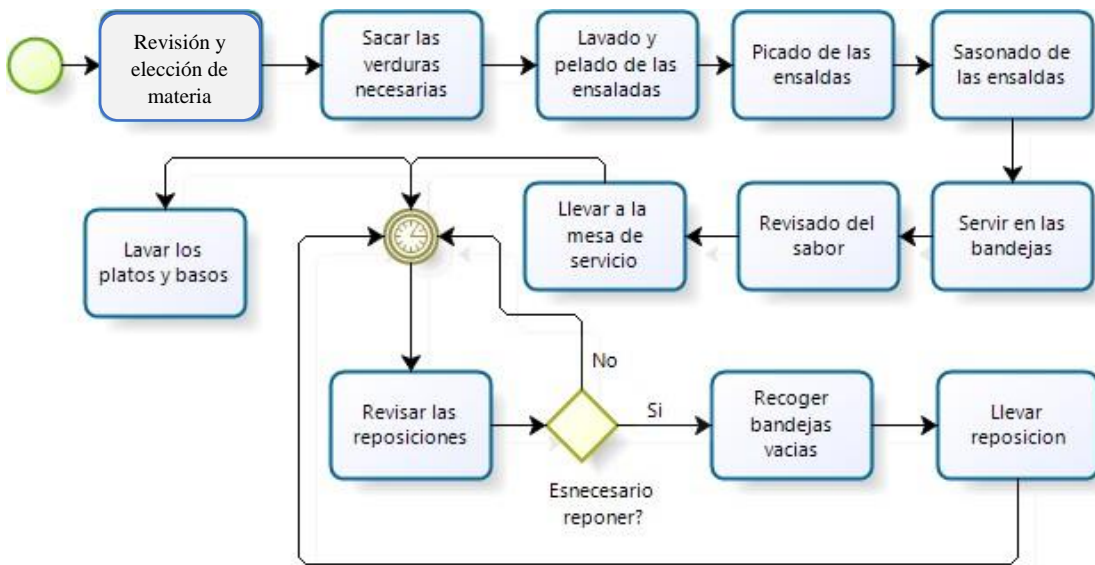 Revisión y
elección de
materia
Sacar las
verduras
necesarias
Lavado y
pelado de las
ensaladas
Picado de las
ensaldas
Sasonado de
las ensaldas
Servir en las
bandejas
Revisado del
sabor
Llevar a la
mesa de
servicio
Lavar los
platos y basos
Revisar las
reposiciones
No
Si
Esnecesario
reponer?
Recoger
bandejas
vacias
Llevar
reposicion